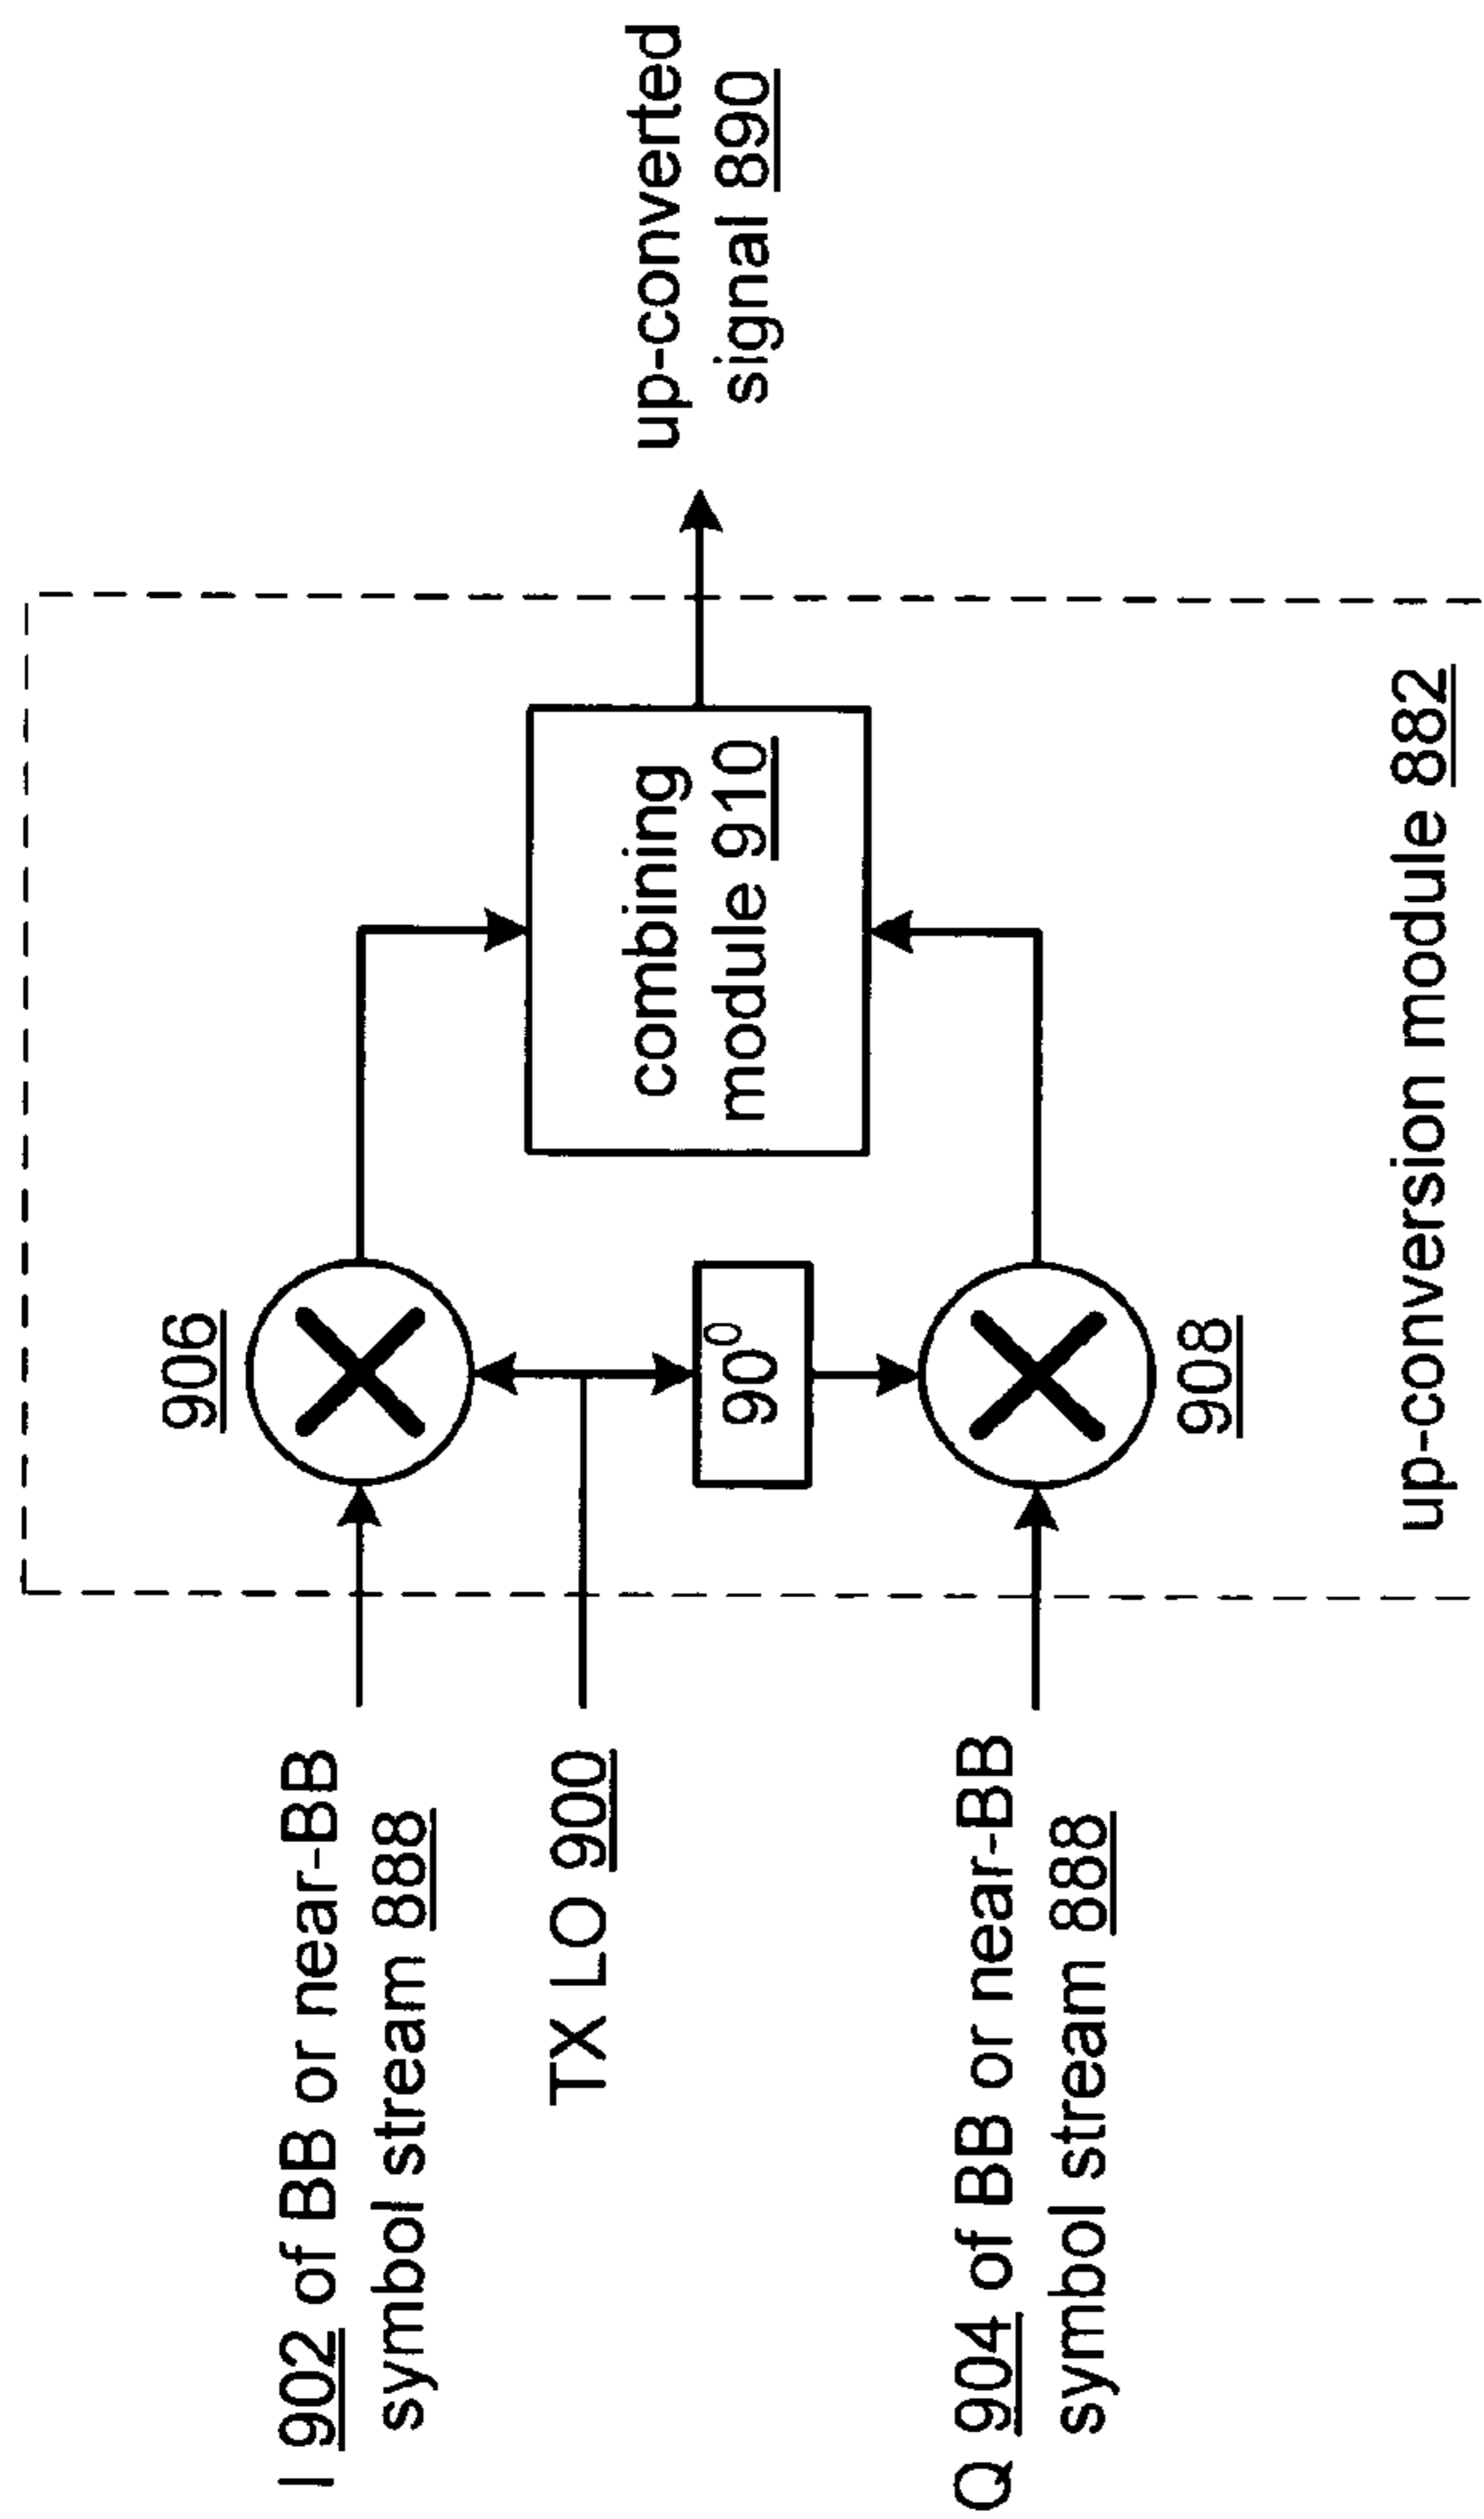 I 902 of BB or near-BB
symbol stream 888
TX LO 900
Q 904 of BB or near-BB
symbol stream 888
906
90⁰
908
combining
module 910
up-conversion module 882
up-converted
signal 890